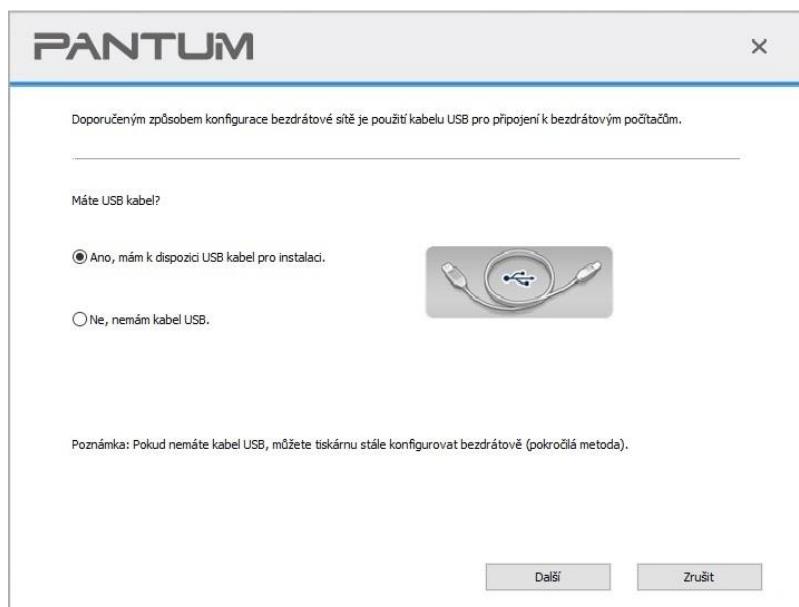 PANTUM
Doporučeným způsobem konfigurace bezdrátové sítě je použití kabelu USB pro připojení k bezdrátovým počítačům.
Máte USB kabel?
Ano, mám k dispozici USB kabel pro instalaci.
Ne, nemám kabel USB.
Poznámka: Pokud nemáte kabel USB, můžete tiskárnu stále konfigurovat bezdrátově (pokročilá metoda).
Další
Zrušit